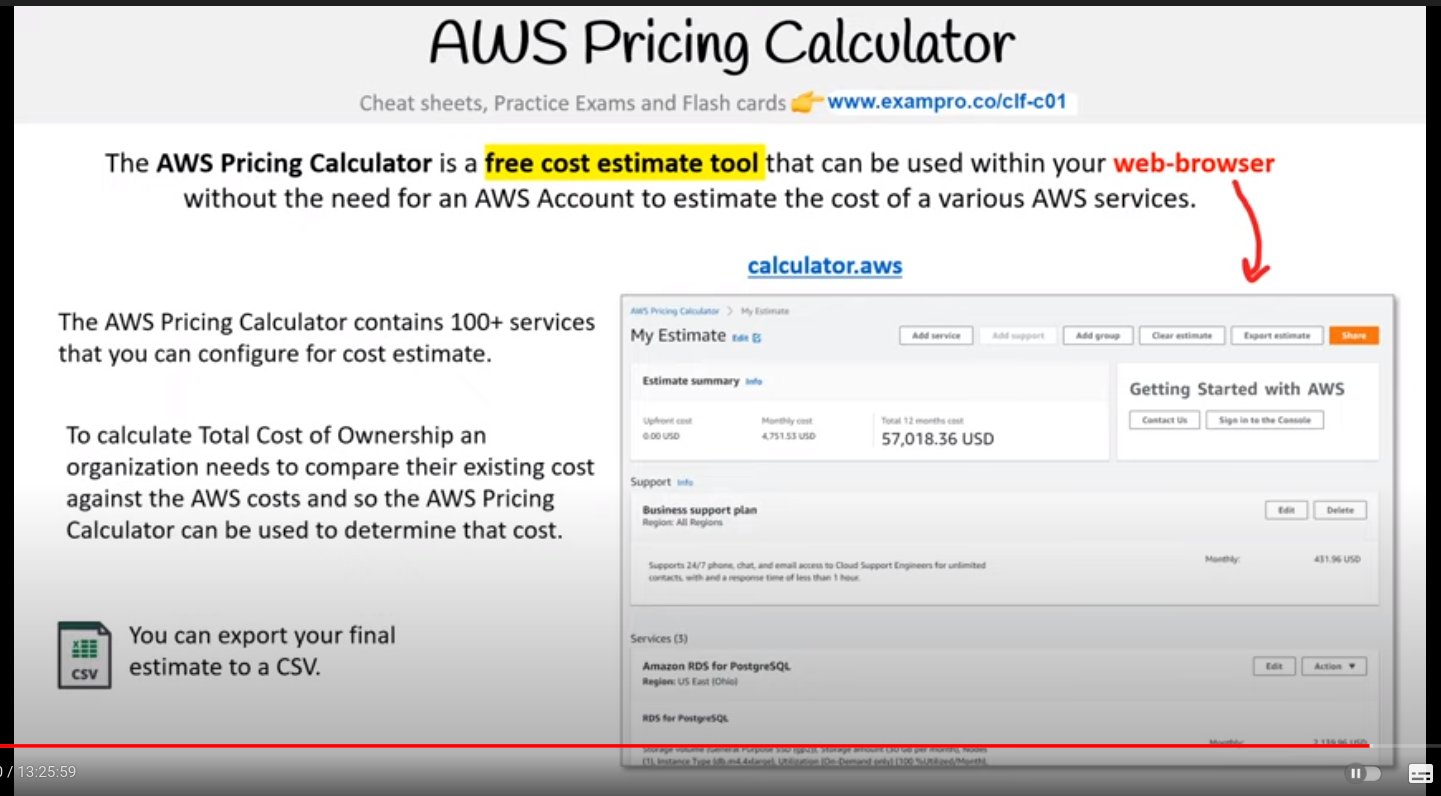 AWS Pricing Calculator
Cheat sheets, Practice Exams and Flash cards 👉 www.exampro.co/clf-c01
The AWS Pricing Calculator is a free cost estimate tool that can be used within your web-browser
without the need for an AWS Account to estimate the cost of a various AWS services.
calculator.aws
The AWS Pricing Calculator contains 100+ services
that you can configure for cost estimate.
To calculate Total Cost of Ownership an
organization needs to compare their existing cost
against the AWS costs and so the AWS Pricing
Calculator can be used to determine that cost.
CSV
You can export your final
estimate to a CSV.
AWS Pricing Calculator > My Estimate
My Estimate Edit
Add service Add support Add group Clear estimate Export estimate Share
Estimate summary Info
Upfront cost Monthly cost Total 12 months cost
0.00 USD 4,751.53 USD 57,018.36 USD
Getting Started with AWS
Contact Us Sign in to the Console
Support Info
Business support plan Edit Delete
Region: All Regions
Supports 24/7 phone, chat, and email access to Cloud Support Engineers for unlimited
contacts, with and a response time of less than 1 hour.
Monthly: 431.96 USD
Services (3)
Amazon RDS for PostgreSQL Edit Action ▼
Region: US East (Ohio)
RDS for PostgreSQL
Monthly:
Storage volume (General Purpose SSD (gp2)), Storage amount (30 GB per month), Nodes
(1), Instance Type (db.m4.4xlarge), Utilization (On-Demand only) (100 %Utilized/Month),
/ 13:25:59